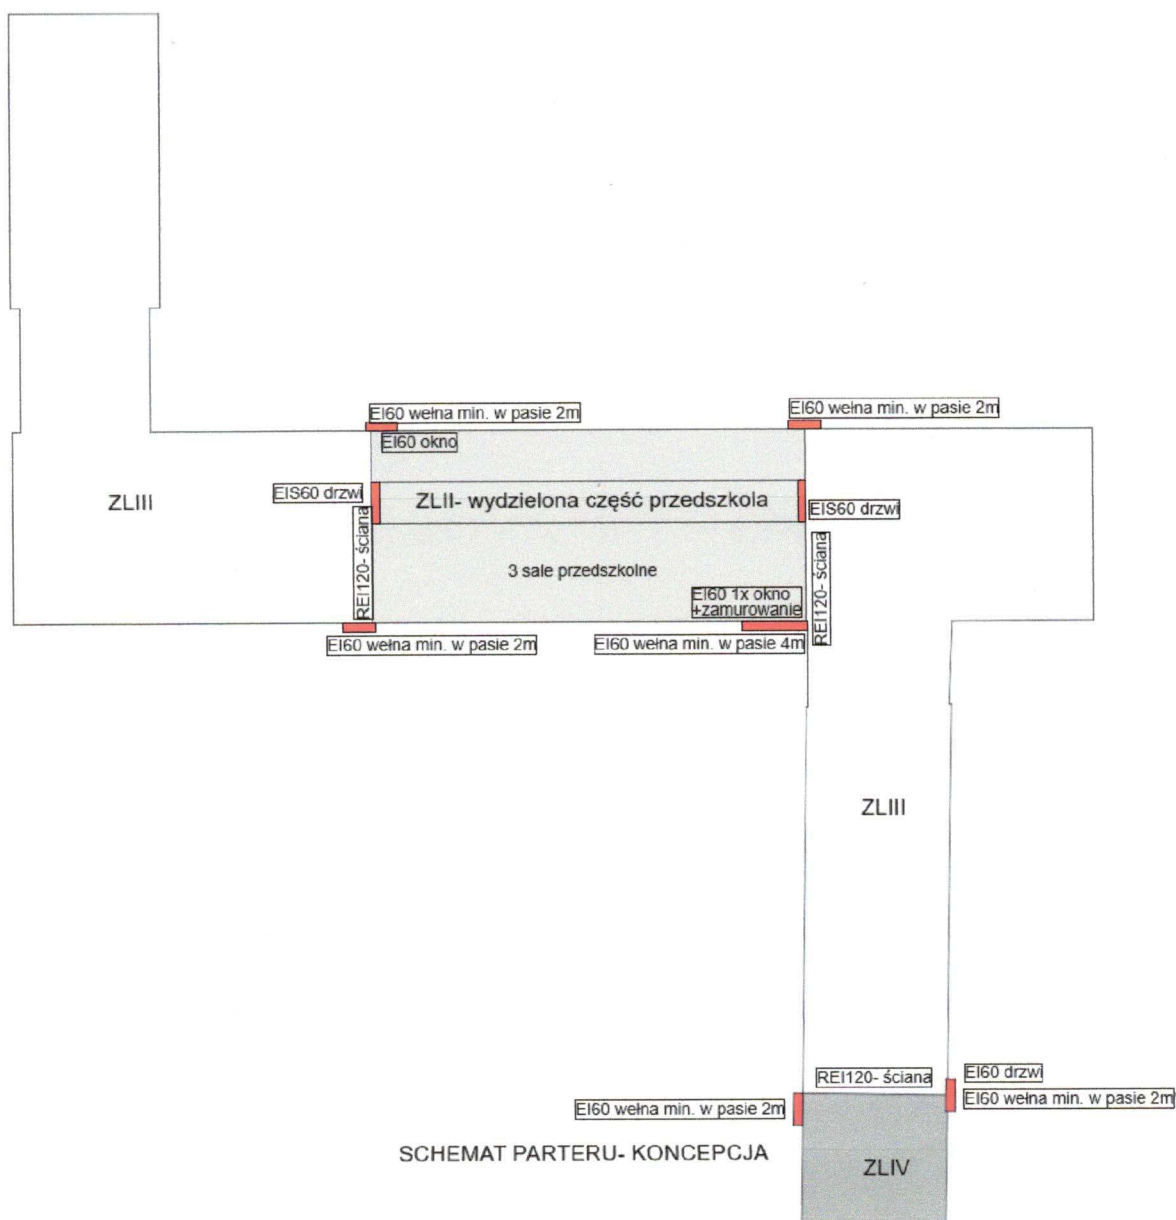 EI60 wełna min. w pasie 2m
EI60 wełna min. w pasie 2m
EI60 okno
ZLIII
EIS60 drzwi
ZLII- wydzielona część przedszkola
EIS60 drzwi
REI120- ściana
3 sale przedszkolne
EI60 1x okno
+zamurowanie
REI120- ściana
EI60 wełna min. w pasie 2m
EI60 wełna min. w pasie 4m
ZLIII
REI120- ściana
EI60 drzwi
EI60 wełna min. w pasie 2m
EI60 wełna min. w pasie 2m
SCHEMAT PARTERU- KONCEPCJA
ZLIV